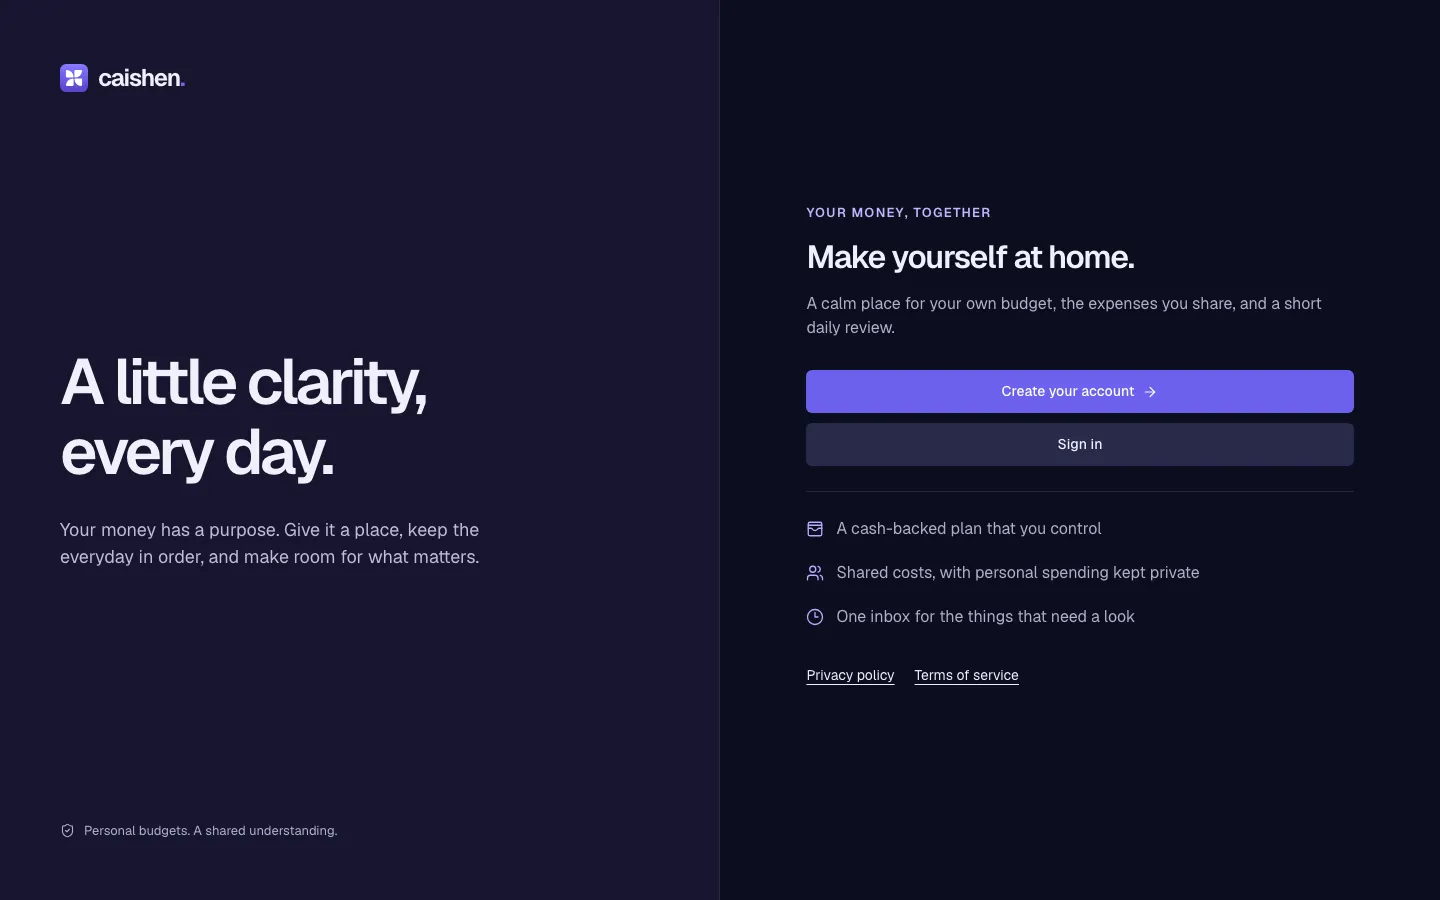 caishen.
A little clarity,
every day.
Your money has a purpose. Give it a place, keep the
everyday in order, and make room for what matters.
Personal budgets. A shared understanding.
YOUR MONEY, TOGETHER
Make yourself at home.
A calm place for your own budget, the expenses you share, and a short
daily review.
Create your account →
Sign in
A cash-backed plan that you control
Shared costs, with personal spending kept private
One inbox for the things that need a look
Privacy policy Terms of service